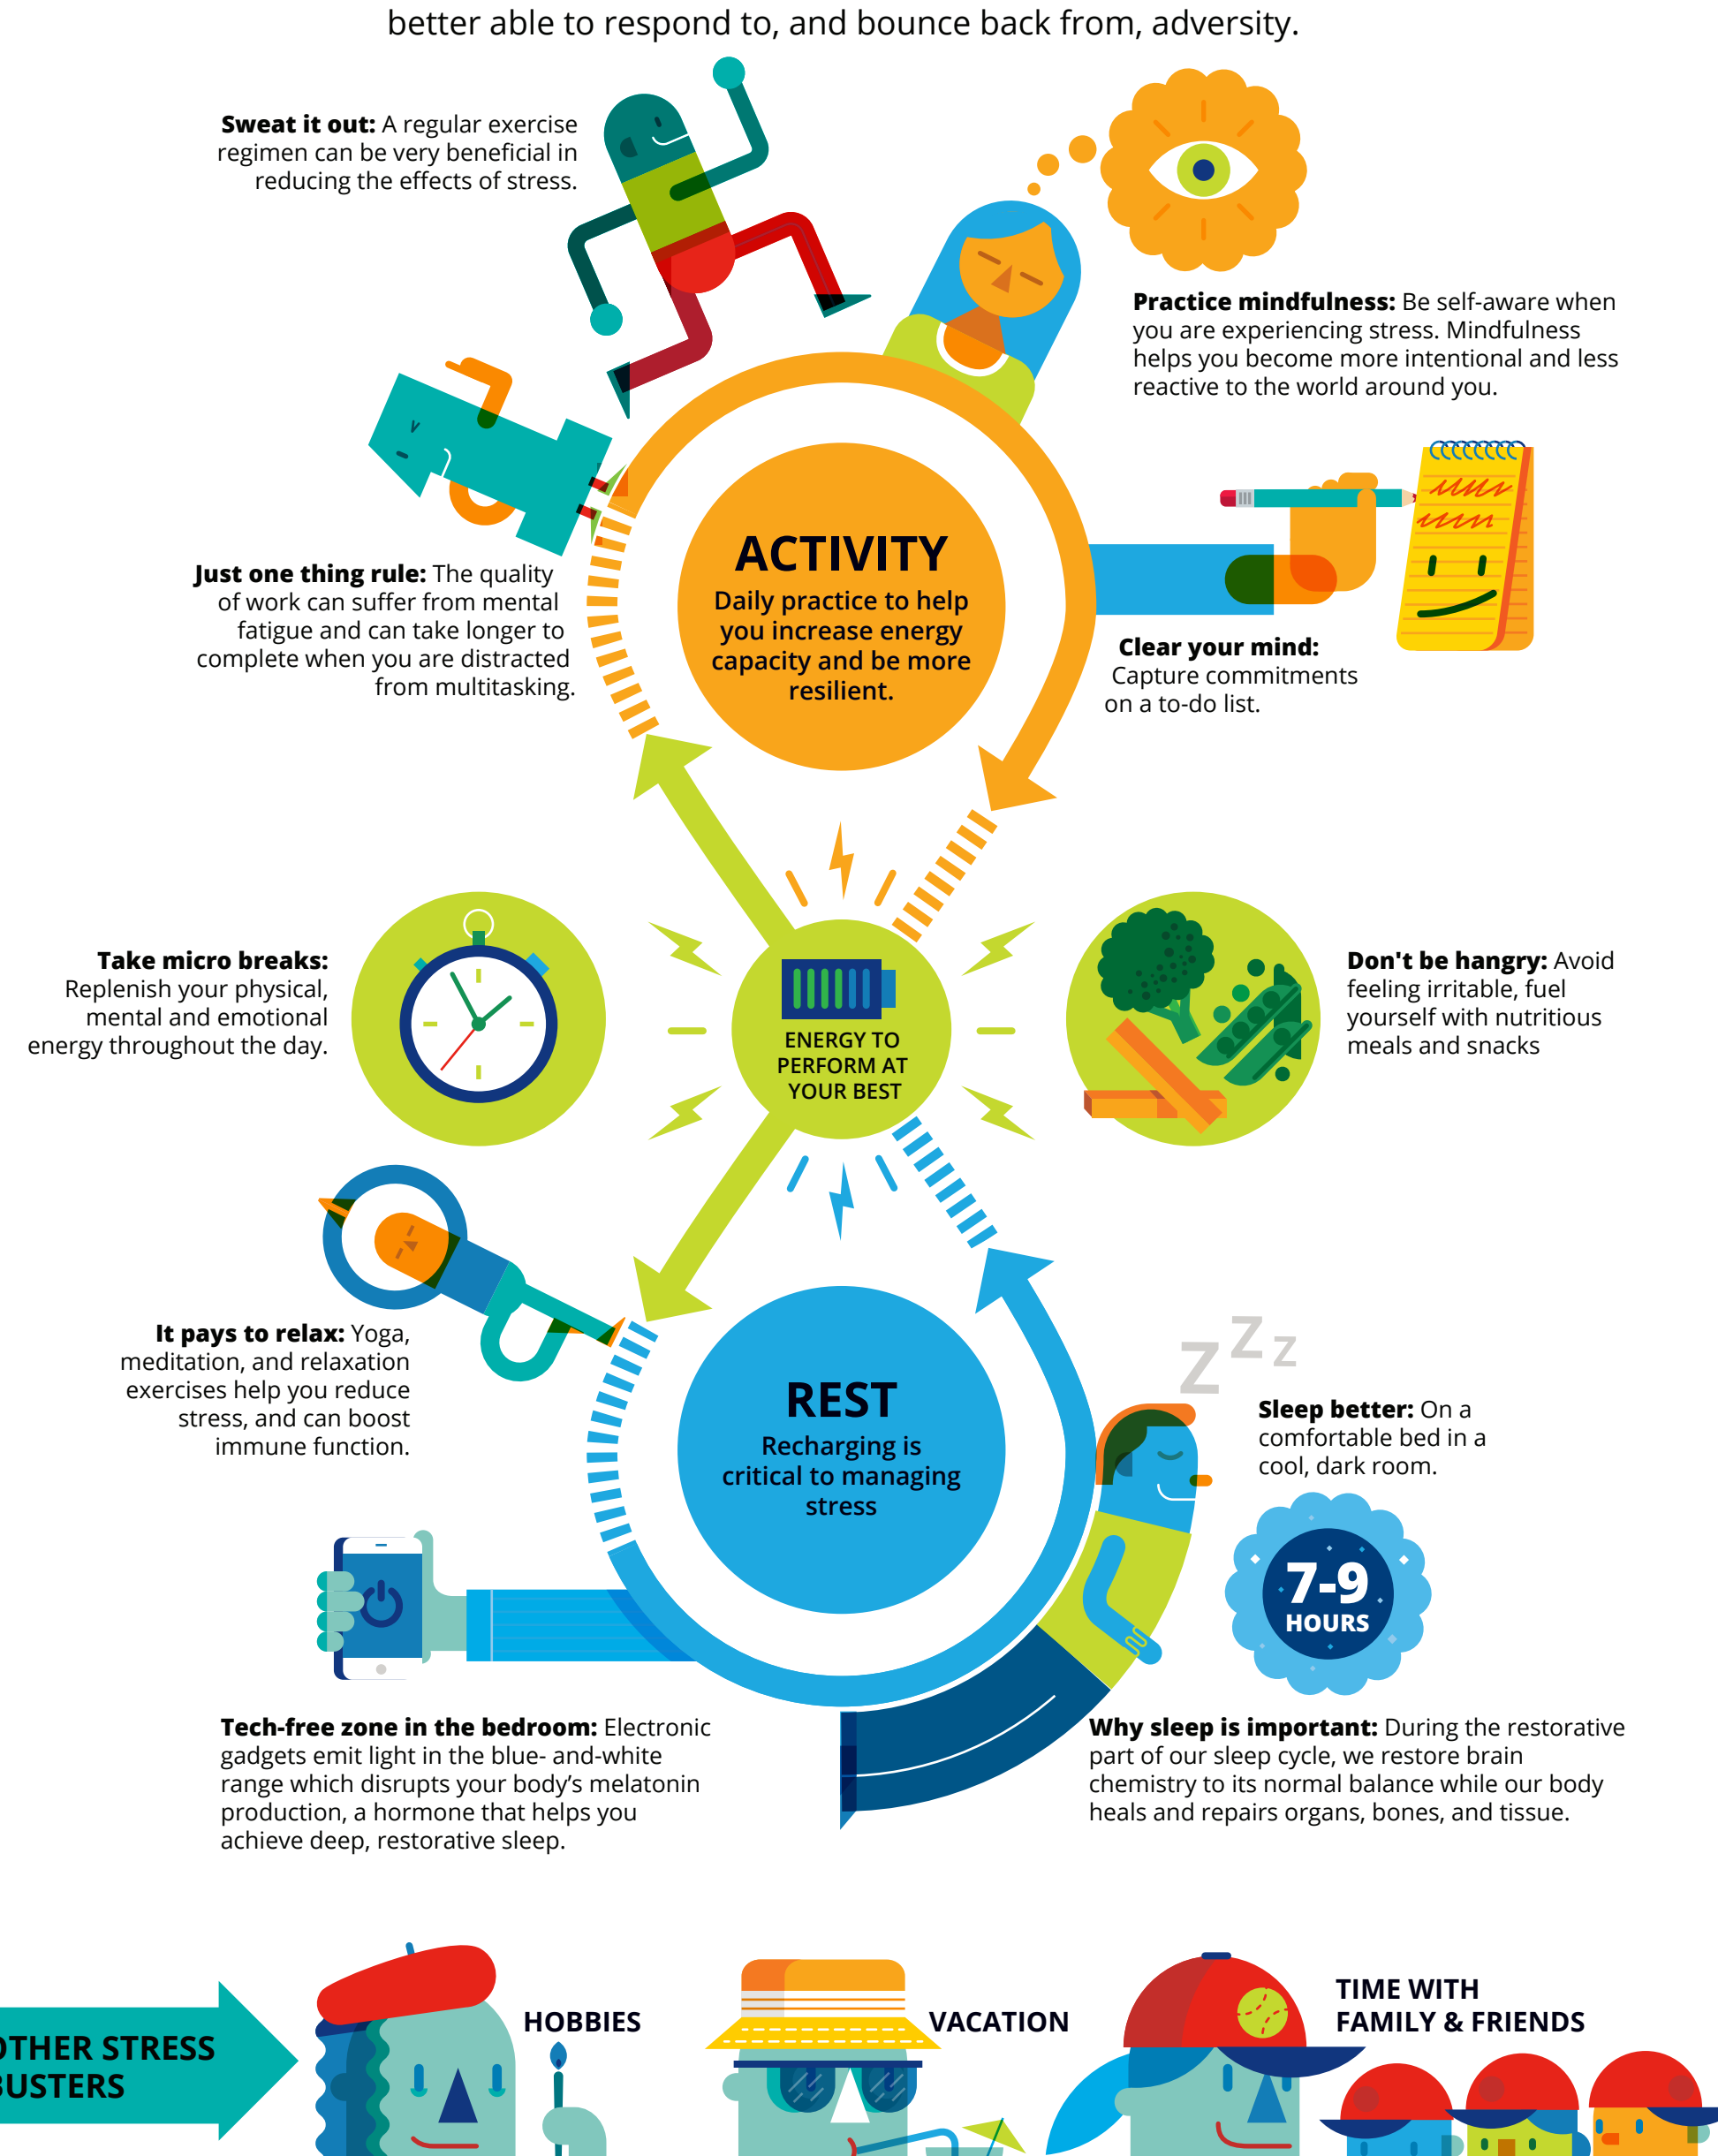 better able to respond to, and bounce back from, adversity.
Sweat it out: A regular exercise
regimen can be very beneficial in
reducing the effects of stress.
Practice mindfulness: Be self-aware when
you are experiencing stress. Mindfulness
helps you become more intentional and less
reactive to the world around you.
Just one thing rule: The quality
of work can suffer from mental
fatigue and can take longer to
complete when you are distracted
from multitasking.
ACTIVITY
Daily practice to help
you increase energy
capacity and be more
resilient.
Clear your mind:
Capture commitments
on a to-do list.
Take micro breaks:
Replenish your physical,
mental and emotional
energy throughout the day.
ENERGY TO
PERFORM AT
YOUR BEST
Don't be hangry: Avoid
feeling irritable, fuel
yourself with nutritious
meals and snacks
It pays to relax: Yoga,
meditation, and relaxation
exercises help you reduce
stress, and can boost
immune function.
REST
Recharging is
critical to managing
stress
Z Z Z
Sleep better: On a
comfortable bed in a
cool, dark room.
7-9
HOURS
Tech-free zone in the bedroom: Electronic
gadgets emit light in the blue- and-white
range which disrupts your body's melatonin
production, a hormone that helps you
achieve deep, restorative sleep.
Why sleep is important: During the restorative
part of our sleep cycle, we restore brain
chemistry to its normal balance while our body
heals and repairs organs, bones, and tissue.
OTHER STRESS
BUSTERS
HOBBIES
VACATION
TIME WITH
FAMILY & FRIENDS